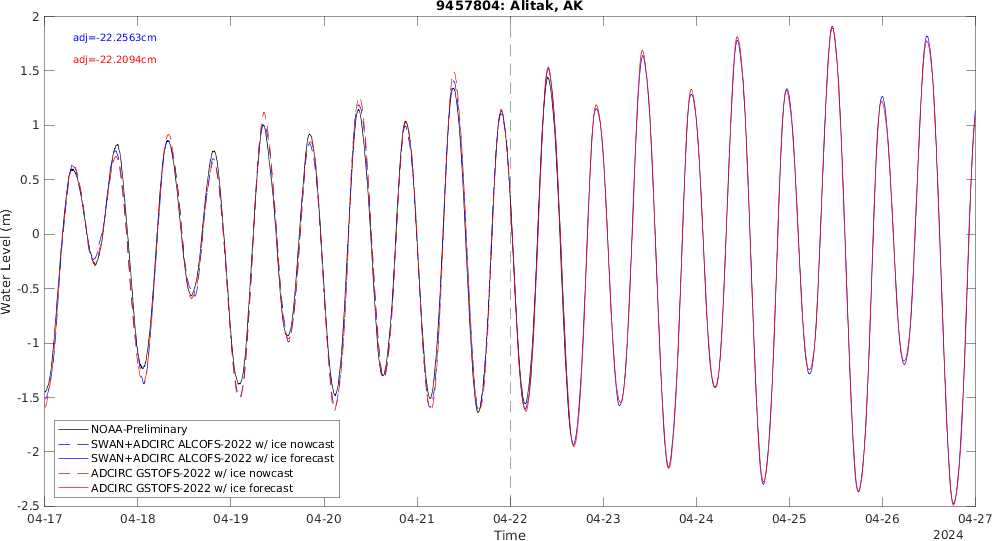 9457804: Alitak, AK
adj=-22.2563cm
adj=-22.2094cm
Water Level (m)
2
1.5
1
0.5
0
-0.5
-1
-1.5
-2
-2.5
NOAA-Preliminary
SWAN+ADCIRC ALCOFS-2022 w/ ice nowcast
SWAN+ADCIRC ALCOFS-2022 w/ ice forecast
ADCIRC GSTOFS-2022 w/ ice nowcast
ADCIRC GSTOFS-2022 w/ ice forecast
04-17 04-18 04-19 04-20 04-21 04-22 04-23 04-24 04-25 04-26 04-27
Time
2024